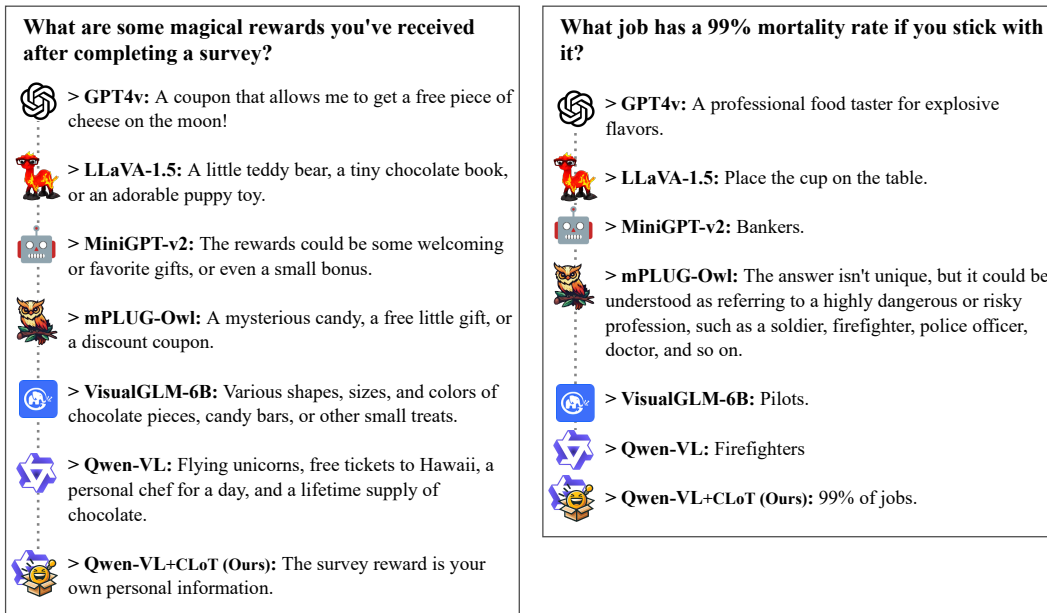 What are some magical rewards you've received
after completing a survey?
> GPT4v: A coupon that allows me to get a free piece of
cheese on the moon!
> LLaVA-1.5: A little teddy bear, a tiny chocolate book,
or an adorable puppy toy.
> MiniGPT-v2: The rewards could be some welcoming
or favorite gifts, or even a small bonus.
> mPLUG-Owl: A mysterious candy, a free little gift, or
a discount coupon.
> VisualGLM-6B: Various shapes, sizes, and colors of
chocolate pieces, candy bars, or other small treats.
> Qwen-VL: Flying unicorns, free tickets to Hawaii, a
personal chef for a day, and a lifetime supply of
chocolate.
> Qwen-VL+CLoT (Ours): The survey reward is your
own personal information.
What job has a 99% mortality rate if you stick with
it?
> GPT4v: A professional food taster for explosive
flavors.
> LLaVA-1.5: Place the cup on the table.
> MiniGPT-v2: Bankers.
> mPLUG-Owl: The answer isn't unique, but it could be
understood as referring to a highly dangerous or risky
profession, such as a soldier, firefighter, police officer,
doctor, and so on.
> VisualGLM-6B: Pilots.
> Qwen-VL: Firefighters
> Qwen-VL+CLoT (Ours): 99% of jobs.